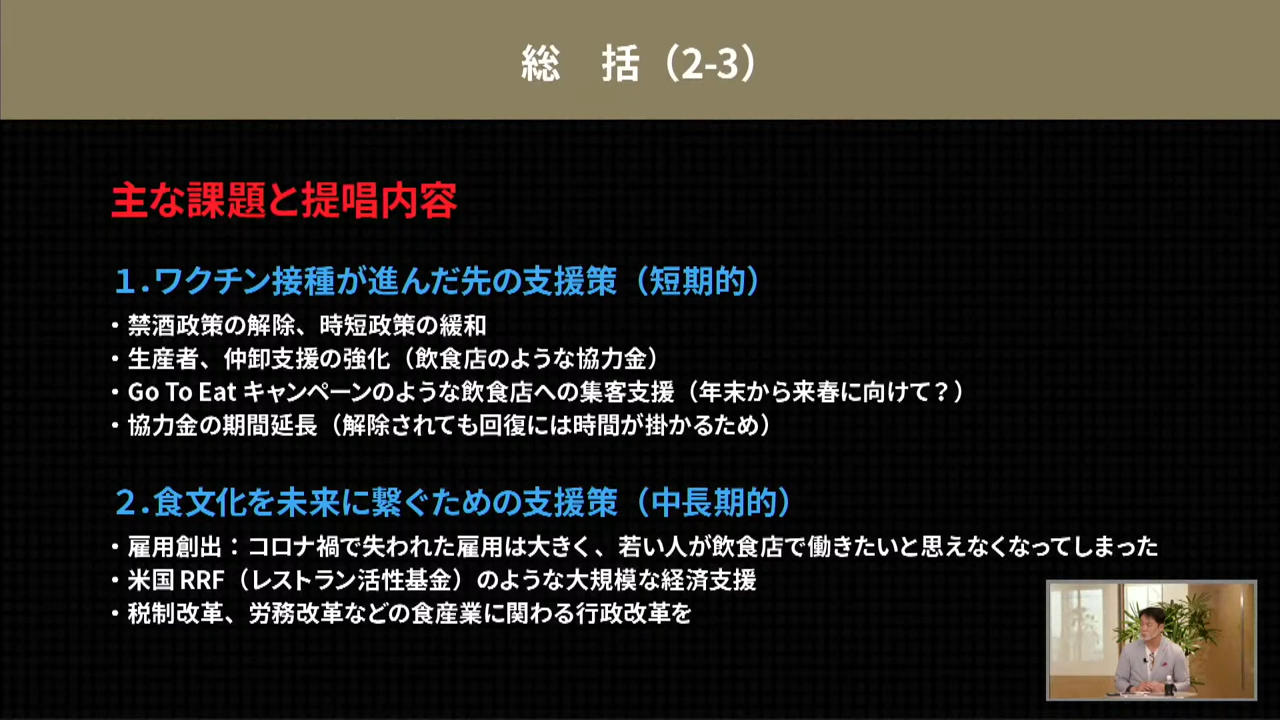 総　括（2-3）
主な課題と提唱内容
１.ワクチン接種が進んだ先の支援策（短期的）
・禁酒政策の解除、時短政策の緩和
・生産者、仲卸支援の強化（飲食店のような協力金）
・Go To Eat キャンペーンのような飲食店への集客支援（年末から来春に向けて？）
・協力金の期間延長（解除されても回復には時間が掛かるため）
２.食文化を未来に繋ぐための支援策（中長期的）
・雇用創出：コロナ禍で失われた雇用は大きく、若い人が飲食店で働きたいと思えなくなってしまった
・米国 RRF（レストラン活性基金）のような大規模な経済支援
・税制改革、労務改革などの食産業に関わる行政改革を